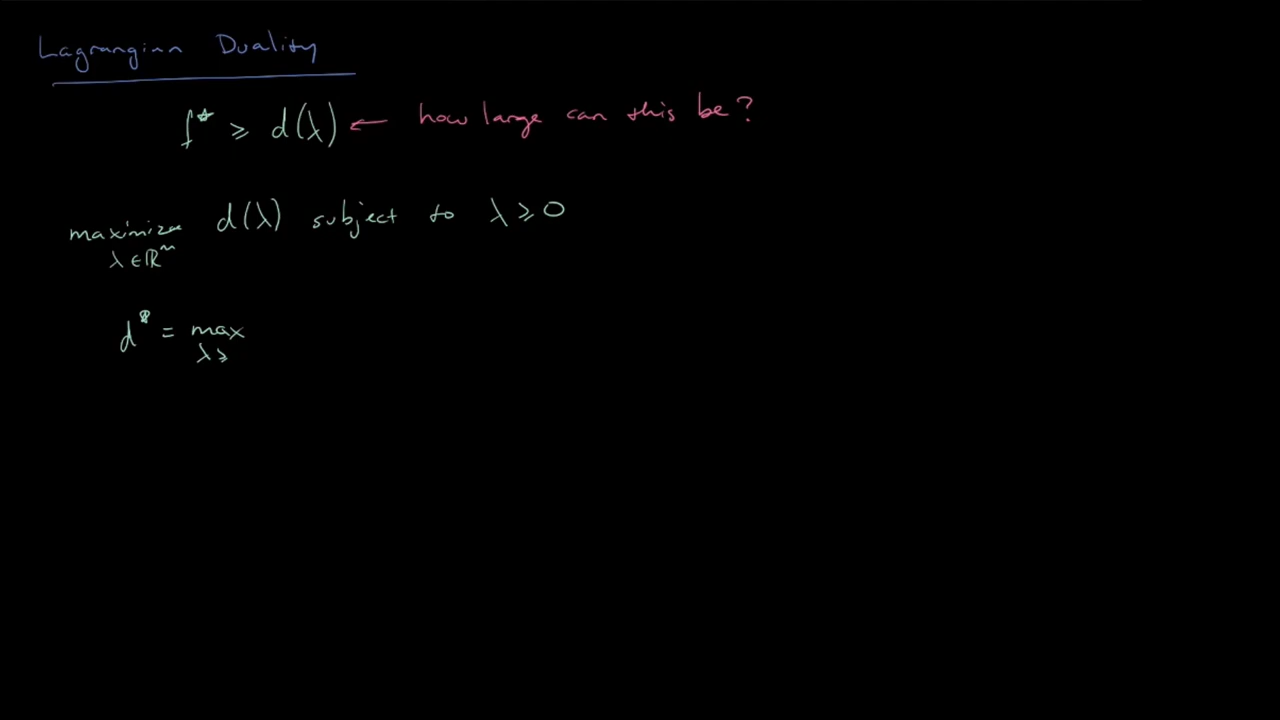 Lagrangian Duality
f* ⩾ d(λ) ← how large can this be?
maximize d(λ) subject to λ ⩾ 0
λ ∈ ℝᵐ
d* = max
λ ⩾